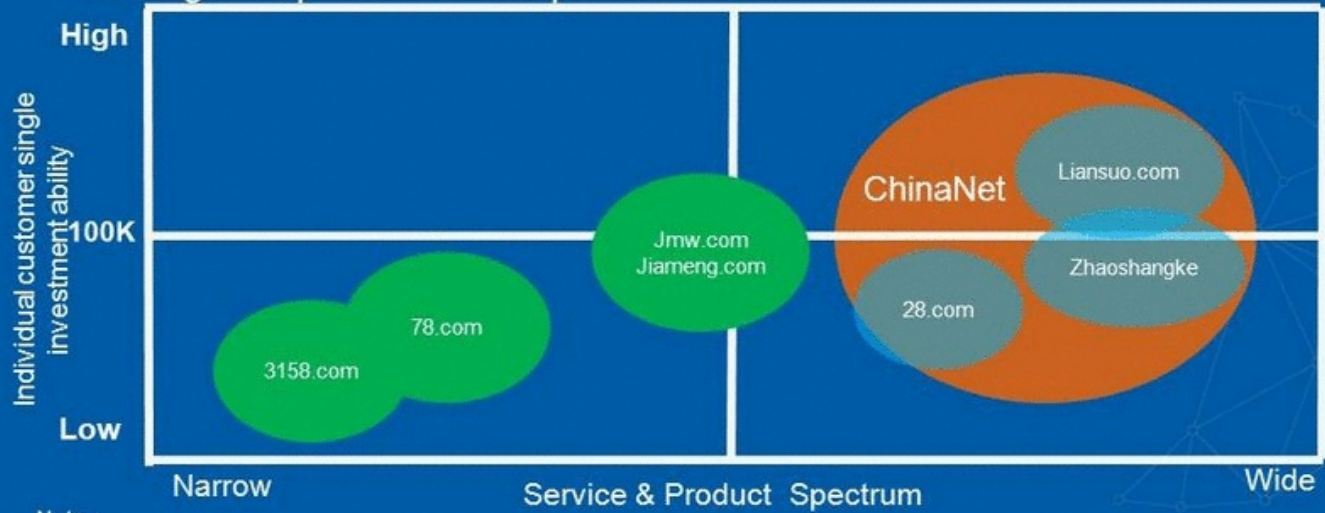 High
Individual customer single
investment ability
100K
Low
ChinaNet
Liansuo.com
Jmw.com
Jiameng.com
Zhaoshangke
28.com
78.com
3158.com
Narrow
Service & Product Spectrum
Wide